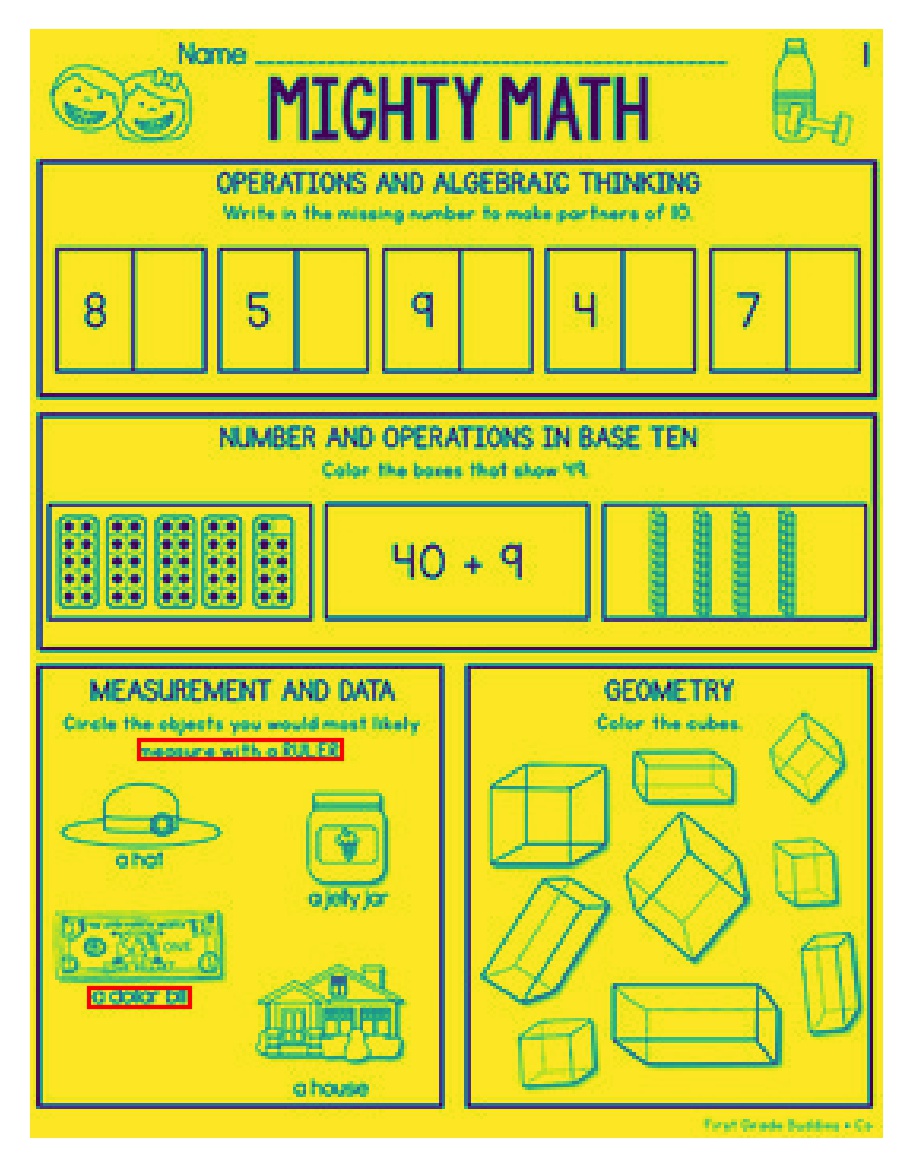 Name
1
MIGHTY MATH
OPERATIONS AND ALGEBRAIC THINKING
Write in the missing number to make partners of 10.
8 5 9 4 7
NUMBER AND OPERATIONS IN BASE TEN
Color the boxes that show 49.
40 + 9
MEASUREMENT AND DATA
Circle the objects you would most likely
measure with a RULER!
a hat
a jelly jar
ONE
a dollar bill
a house
GEOMETRY
Color the cubes.
First Grade Buddies • Co